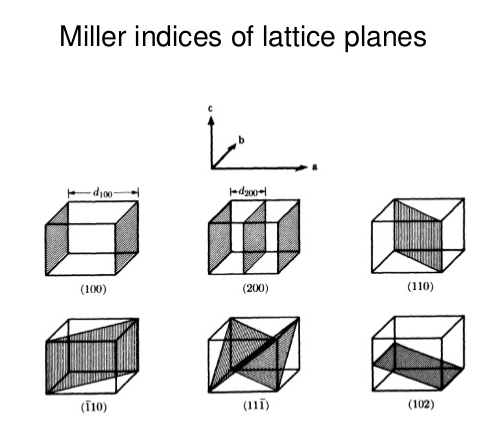 Miller indices of lattice planes
c
b
a
d₁₀₀
d₂₀₀
(100)
(200)
(110)
(1̄10)
(111̄)
(102)